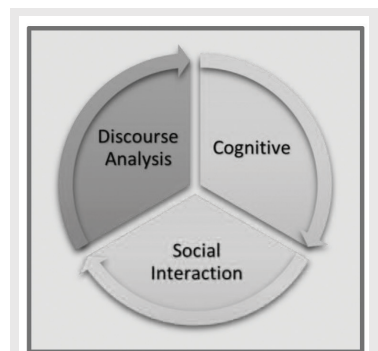 Discourse
Analysis
Cognitive
Social
Interaction